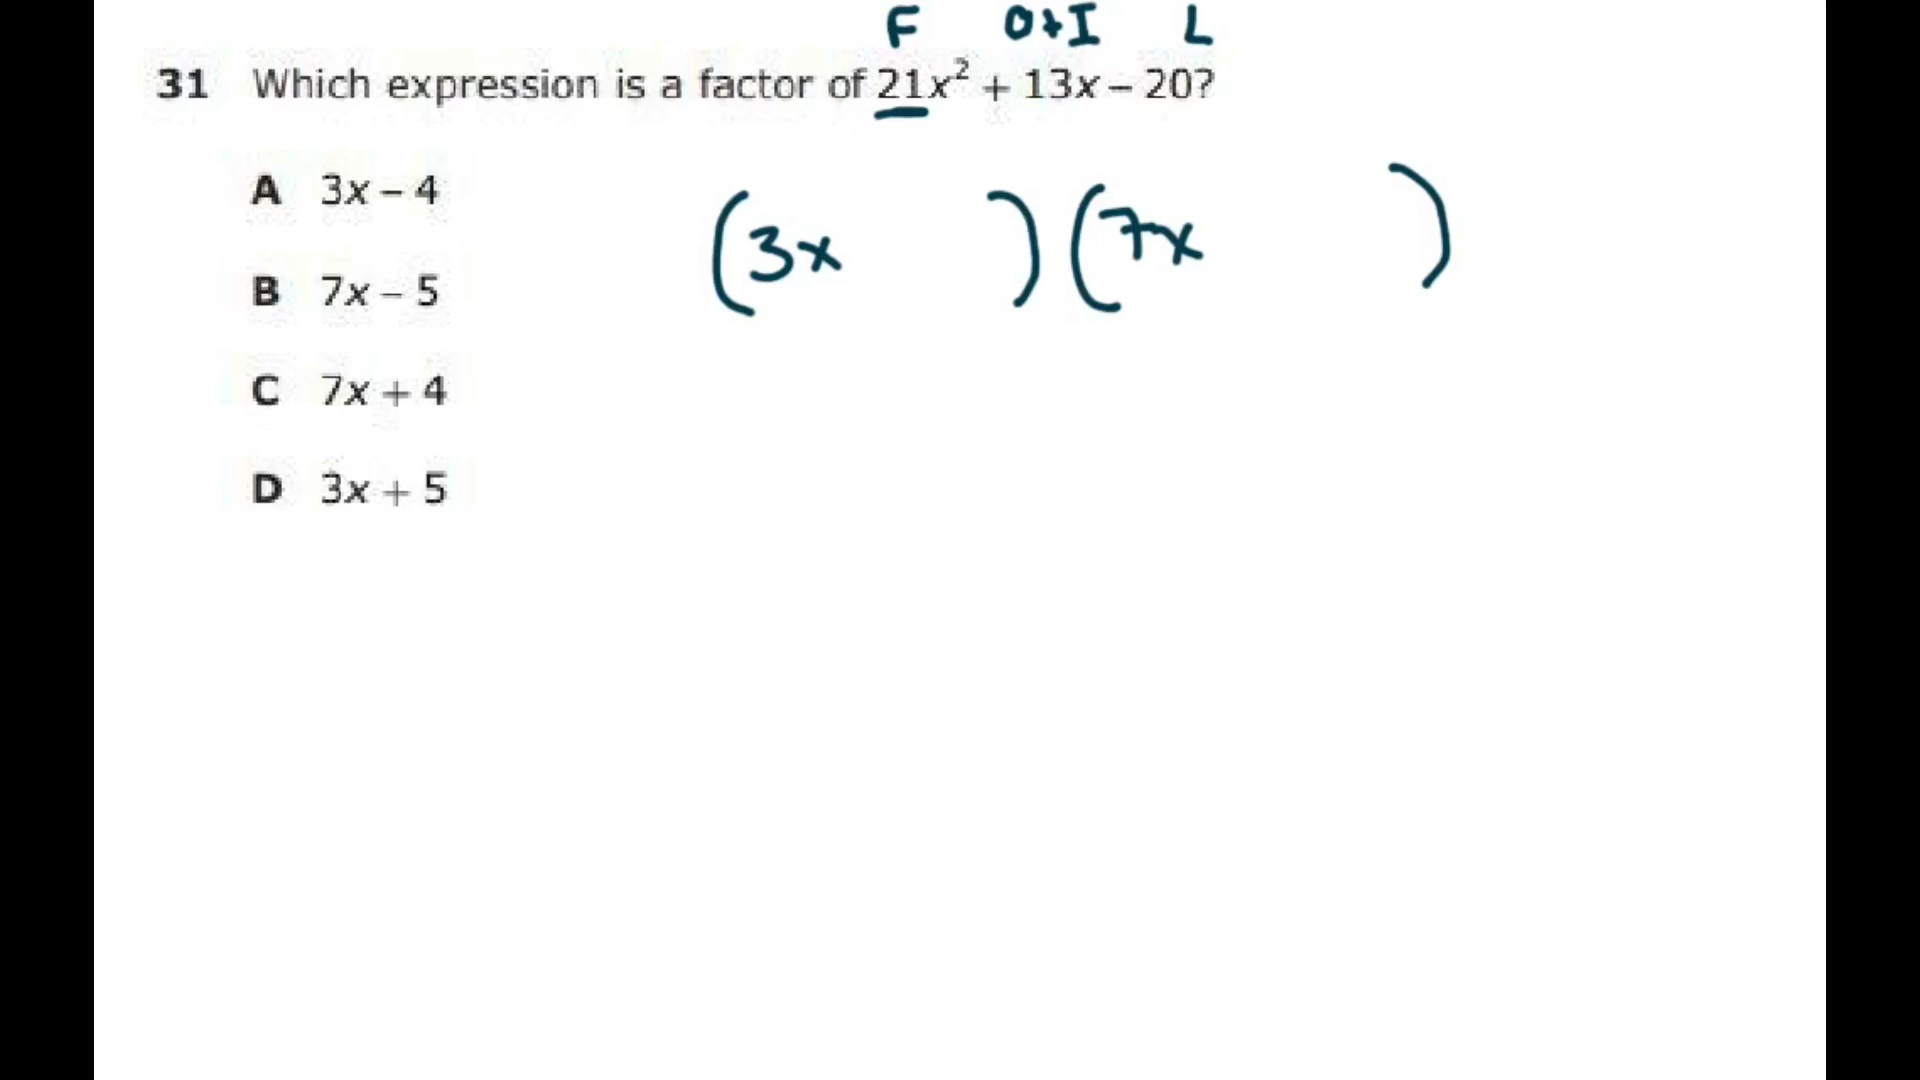 F O+I L
31 Which expression is a factor of 21x² + 13x – 20?
A 3x – 4
(3x )(7x )
B 7x – 5
C 7x + 4
D 3x + 5